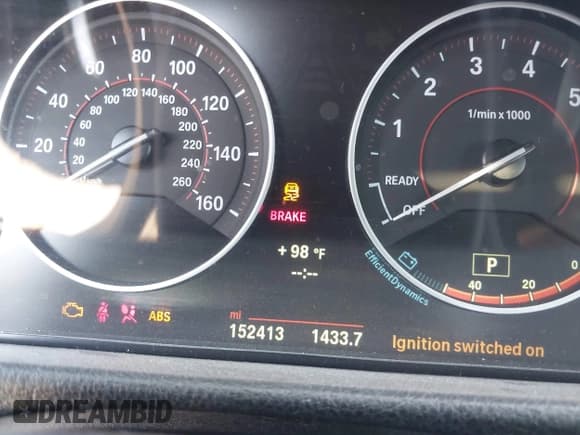 20 40 60 80 100 120 140 160
20 40 60 80 100 120 140 160 180 200 220 240 260
1 2 3 4 5
1/min x 1000
READY
OFF
BRAKE
+ 98 °F
--:--
EfficientDynamics
P
40 20 0
ABS
mi
152413 1433.7
Ignition switched on
DREAMBID